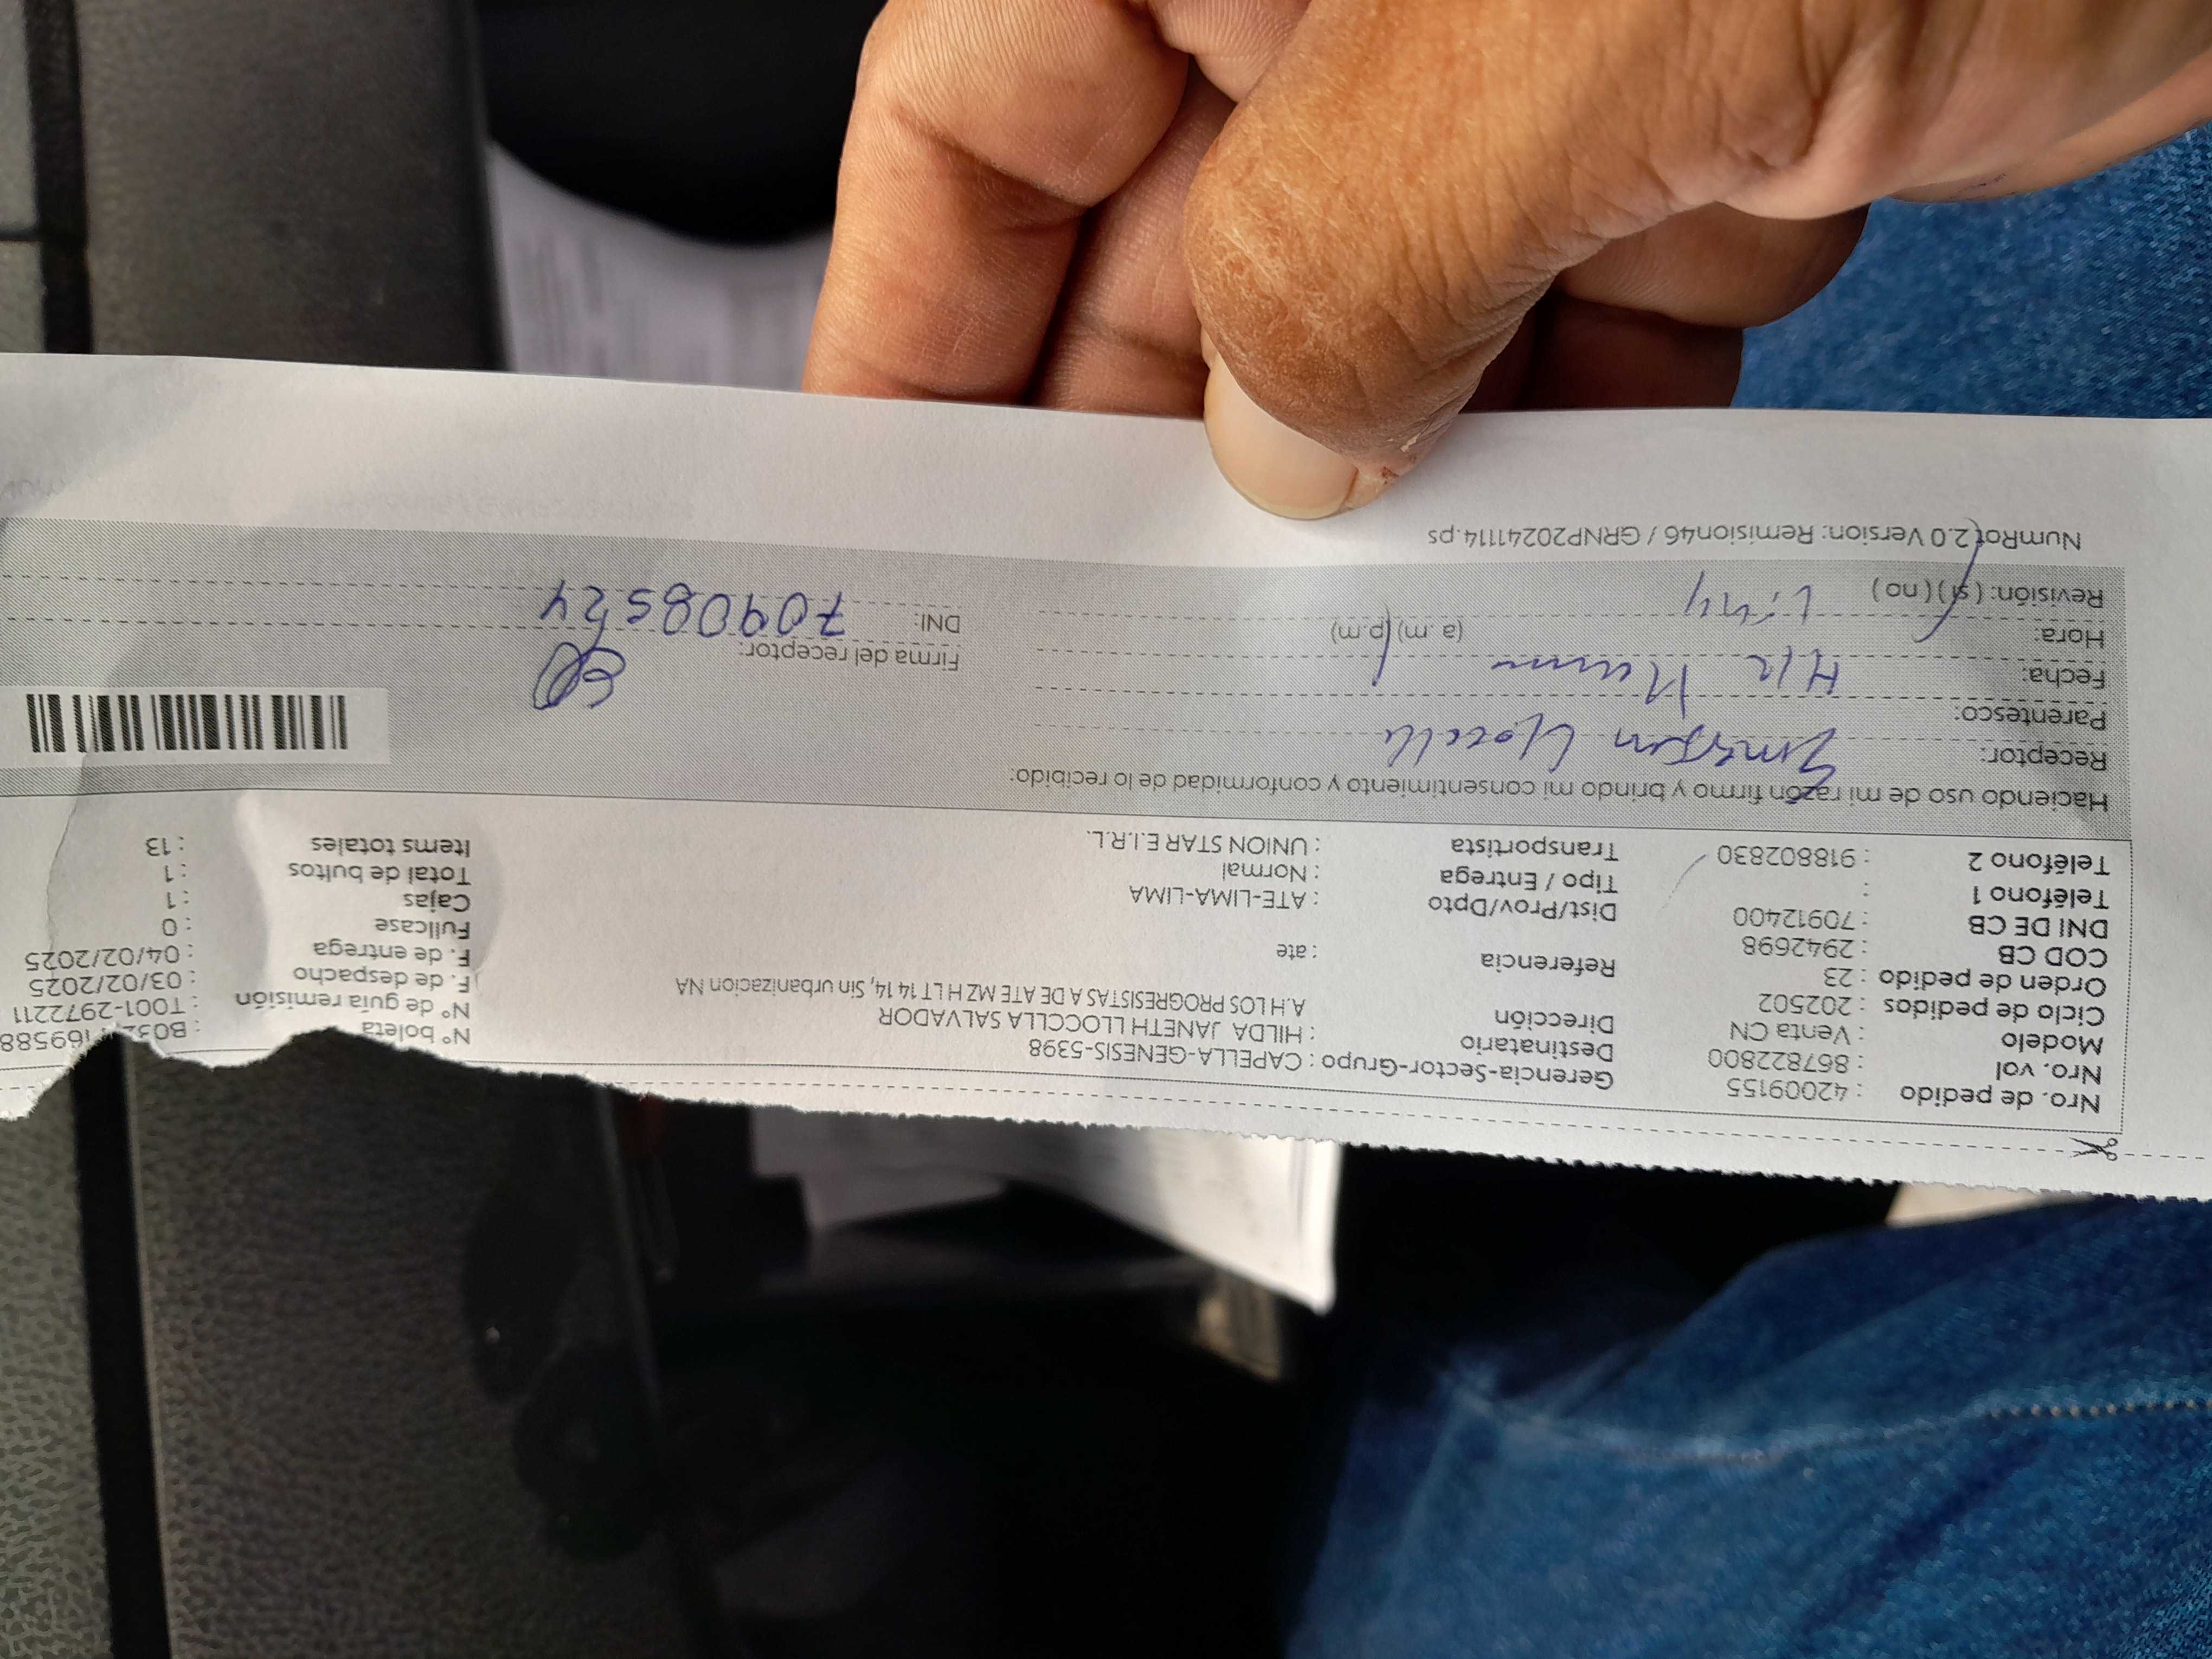 Nro. de pedido : 42009155 Gerencia-Sector-Grupo : CAPELLA-GENESIS-5398
Nro. vol : 867822800 Destinatario : HILDA JANETH LLOCCLLA SALVADOR N° boleta
Modelo : Venta CN Dirección A.H LOS PROGRESISTAS A DE ATE MZ H LT 14 14, Sin urbanizacion NA N° de guía remisión : T001-2972211
Ciclo de pedidos : 202502 F. de despacho : 03/02/2025
Orden de pedido : 23 Referencia : ate F. de entrega : 04/02/2025
COD CB : 2942698 Fullcase : 0
DNI DE CB : 70912400 Dist/Prov/Dpto : ATE-LIMA-LIMA Cajas : 1
Teléfono 1 : Tipo / Entrega : Normal Total de bultos : 1
Teléfono 2 : 918802830 Transportista : UNION STAR E.I.R.L. Items totales : 13
Haciendo uso de mi razón firmo y brindo mi consentimiento y conformidad de lo recibido:
Receptor:
Parentesco:
Fecha: Firma del receptor:
Hora: (a.m) (p.m) DNI: 70908524
Revisión: ( si ) ( no )
NumRot 2.0 Version: Remision46 / GRNP20241114.ps